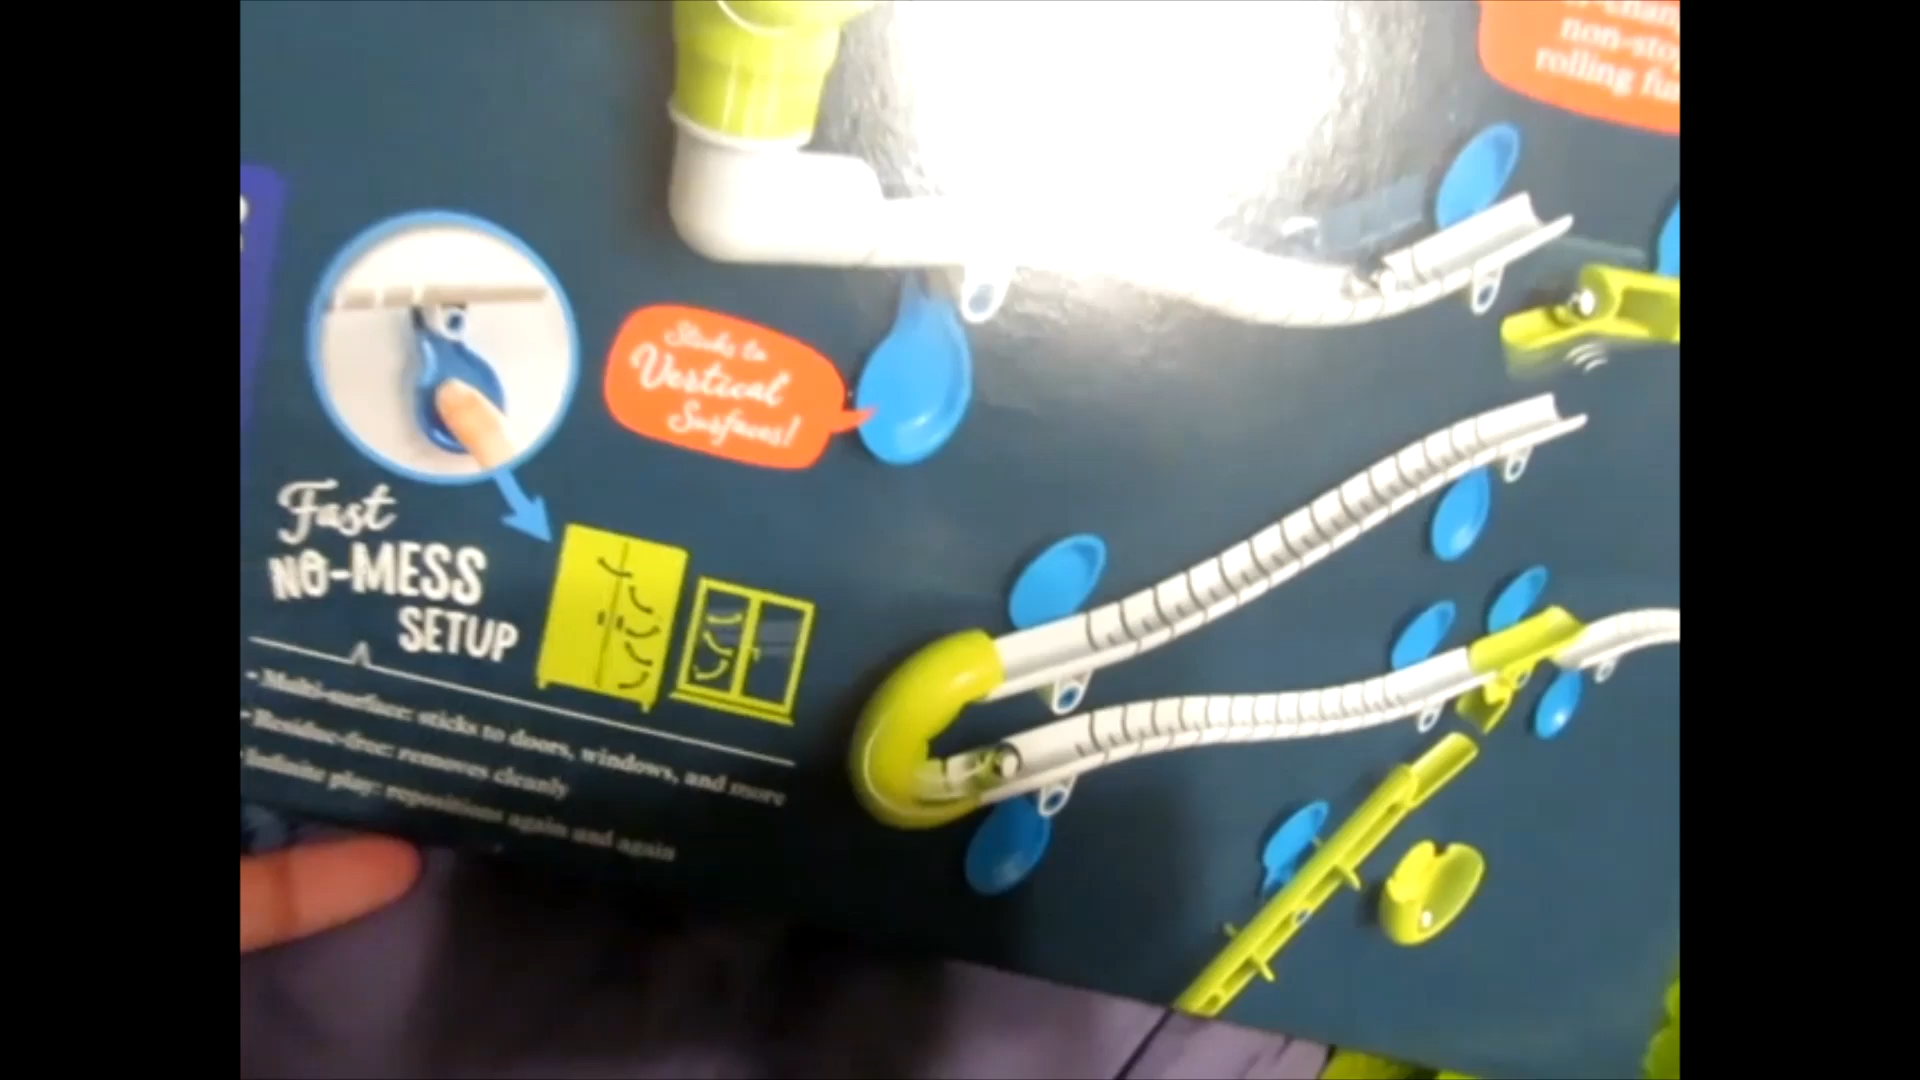 non-stop
rolling fun
Sticks to
Vertical
Surfaces!
Fast
NO-MESS
SETUP
- Multi-surface: sticks to doors, windows, and more
- Residue-free: removes cleanly
- Infinite play: repositions again and again